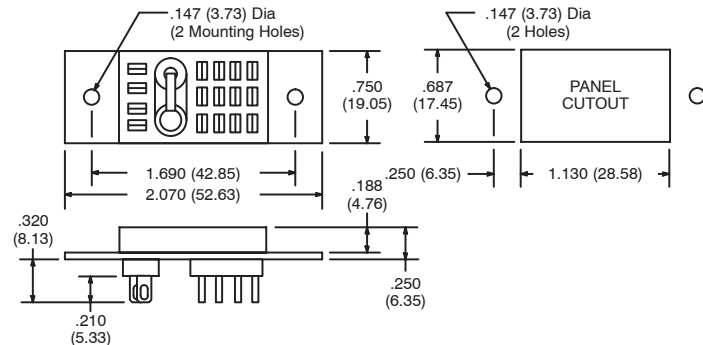 .147 (3.73) Dia
(2 Mounting Holes)
.750
(19.05)
1.690 (42.85)
2.070 (52.63)
.147 (3.73) Dia
(2 Holes)
.687
(17.45)
PANEL
CUTOUT
.250 (6.35)
1.130 (28.58)
.188
(4.76)
.320
(8.13)
.210
(5.33)
.250
(6.35)